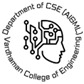 Department of CSE (AI&ML)
Vardhaman College of Engineering